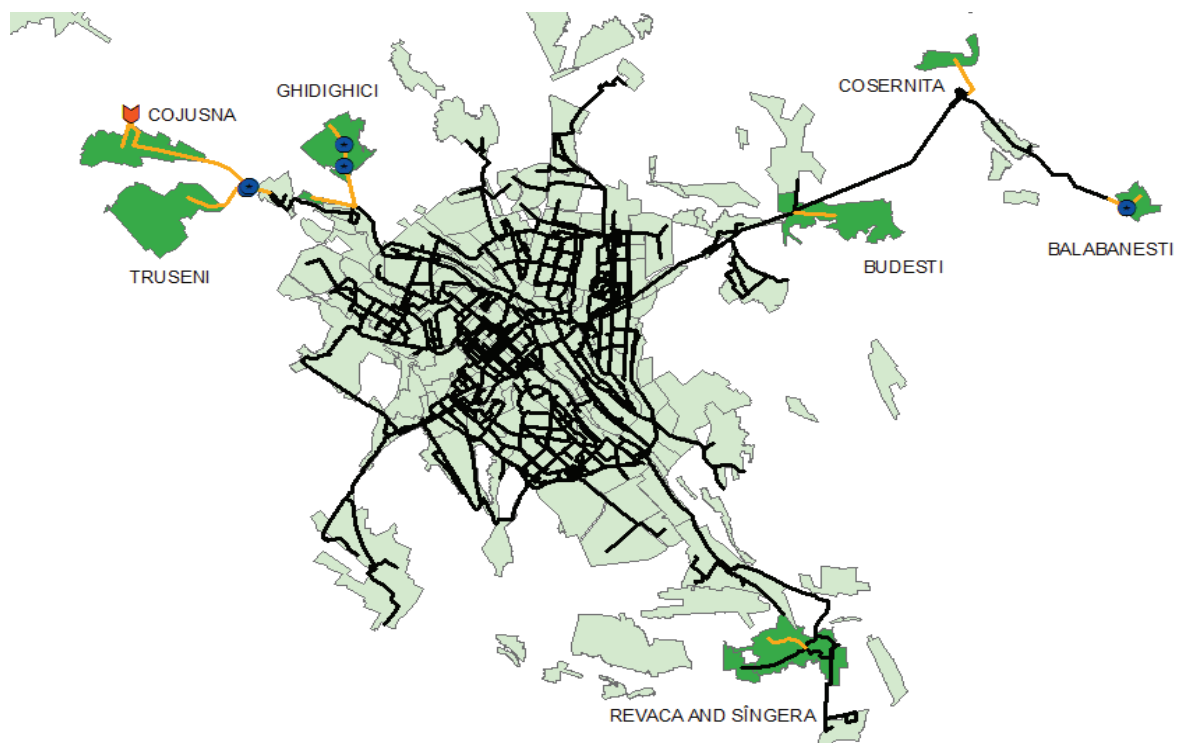 COSERNITA
GHIDIGHICI
COJUSNA
BALABANESTI
BUDESTI
TRUSENI
REVACA AND SÎNGERA